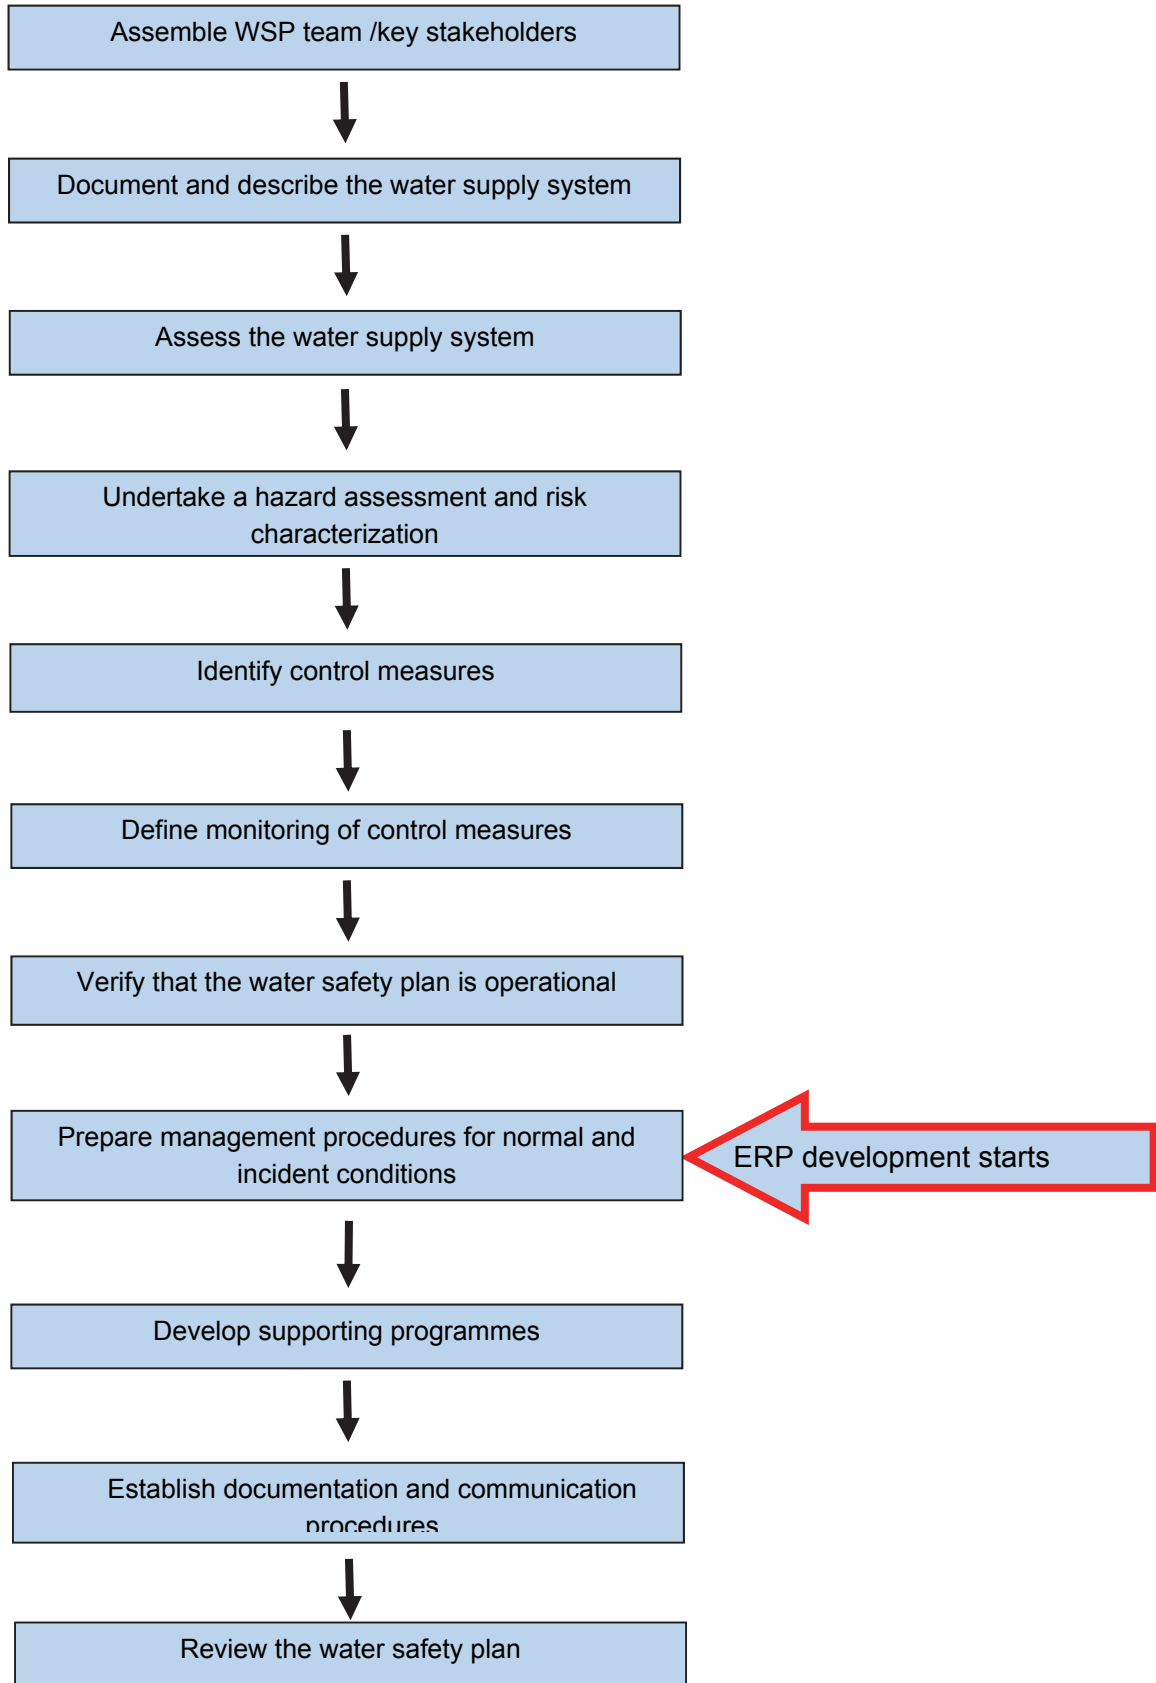 Assemble WSP team /key stakeholders
Document and describe the water supply system
Assess the water supply system
Undertake a hazard assessment and risk
characterization
Identify control measures
Define monitoring of control measures
Verify that the water safety plan is operational
Prepare management procedures for normal and
incident conditions
ERP development starts
Develop supporting programmes
Establish documentation and communication
procedures
Review the water safety plan